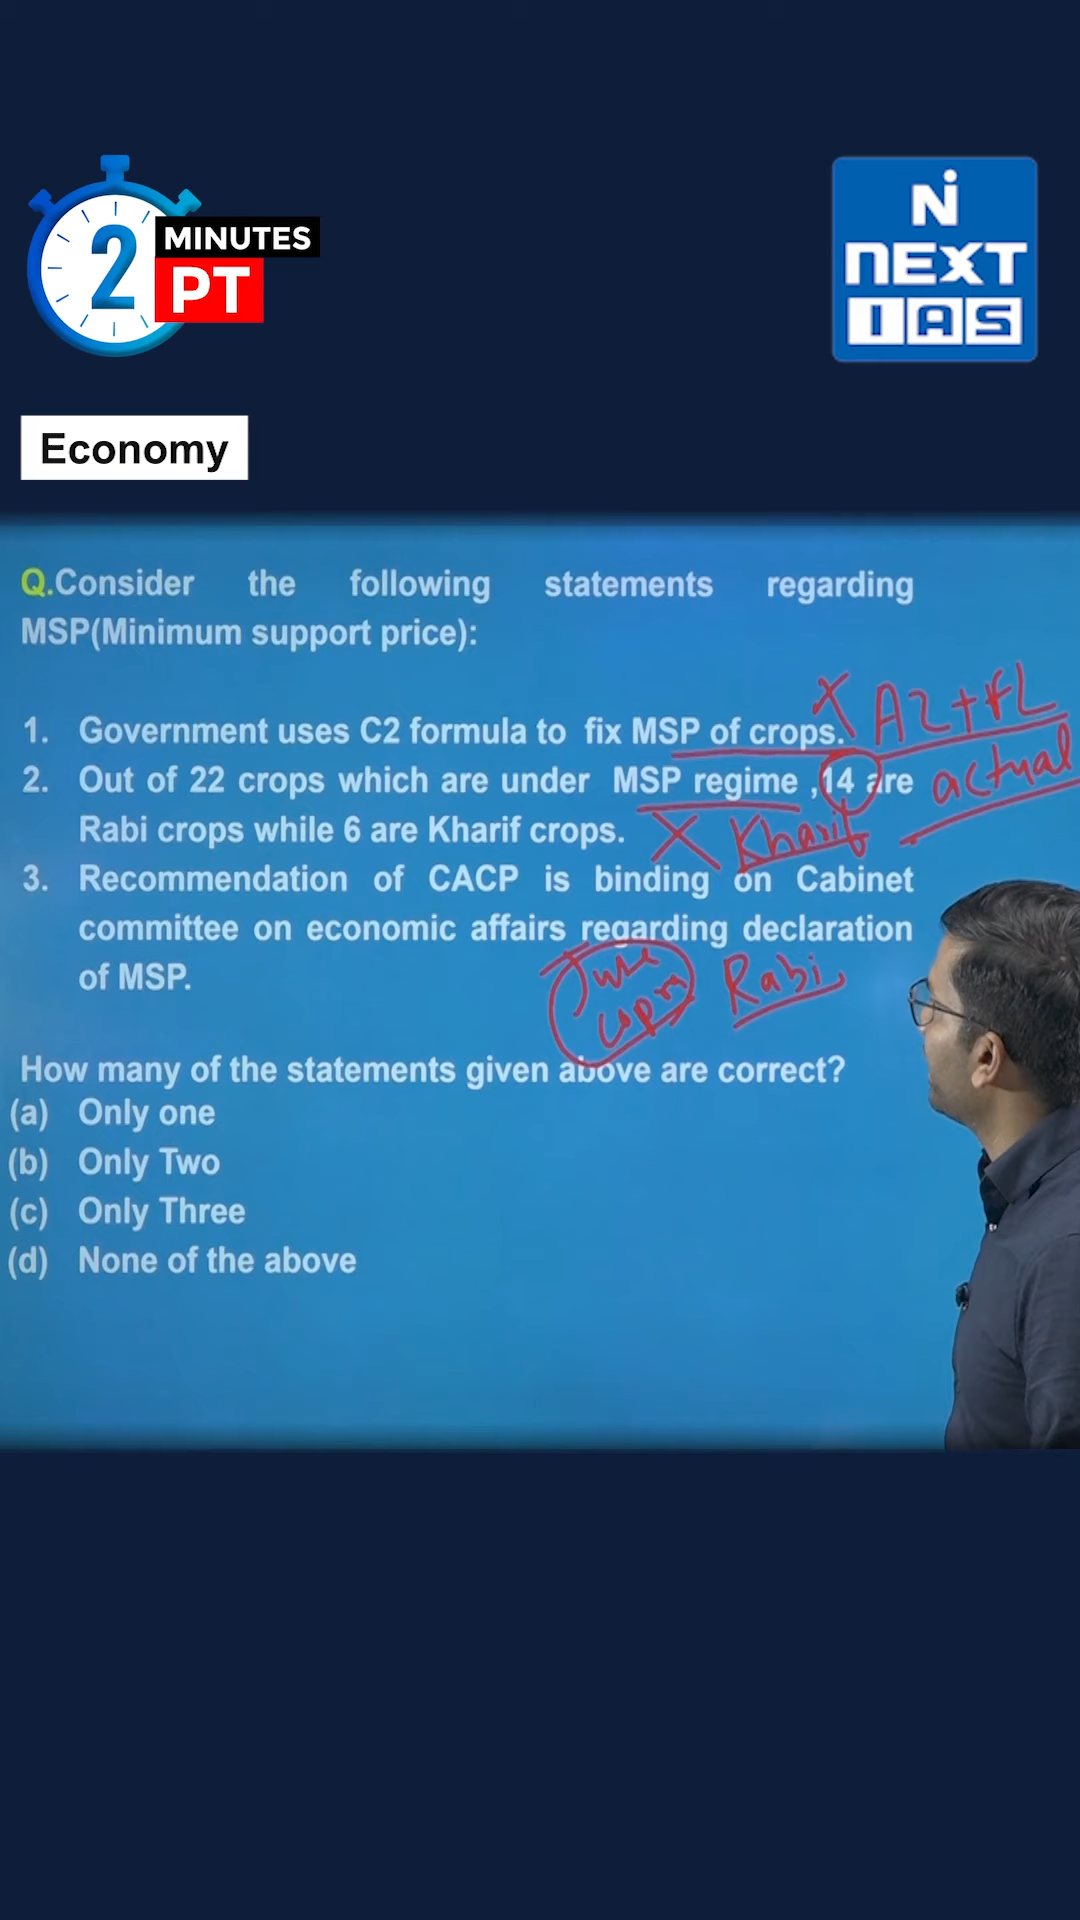 2 MINUTES
PT
Ni
NEXT
IAS
Economy
Q.Consider the following statements regarding
MSP(Minimum support price):
1. Government uses C2 formula to fix MSP of crops. X A2+FL
2. Out of 22 crops which are under MSP regime ,14 are actual
Rabi crops while 6 are Kharif crops. X Kharif
3. Recommendation of CACP is binding on Cabinet
committee on economic affairs regarding declaration
of MSP. Jute Rabi
copra
How many of the statements given above are correct?
(a) Only one
(b) Only Two
(c) Only Three
(d) None of the above